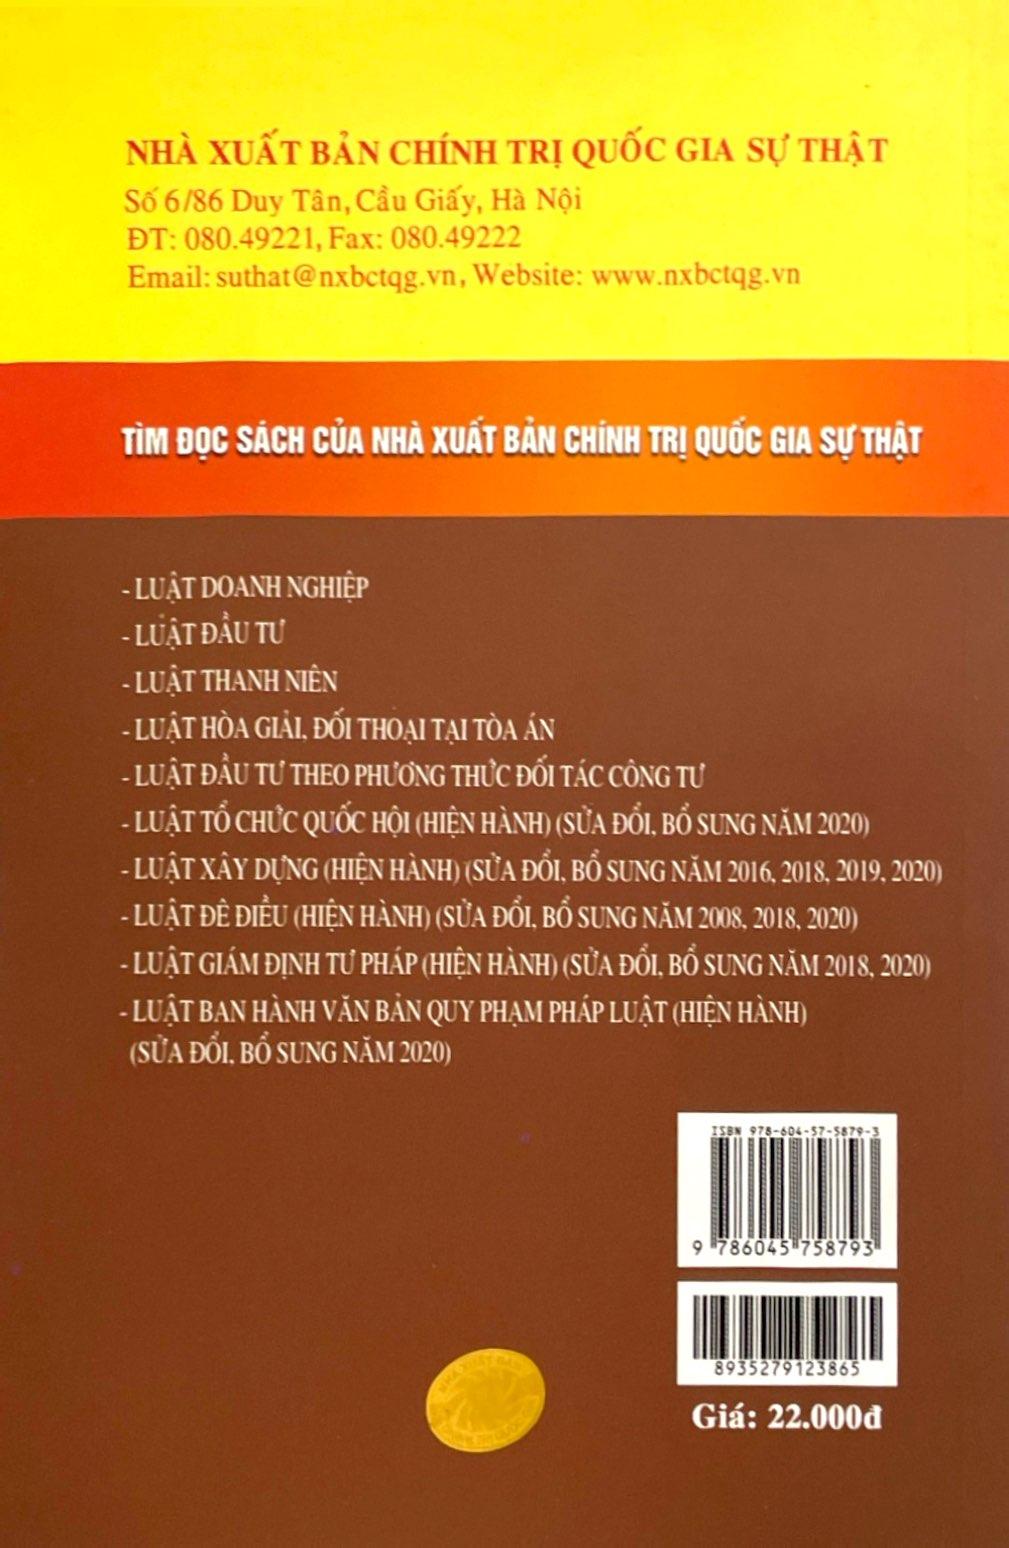 NHÀ XUẤT BẢN CHÍNH TRỊ QUỐC GIA SỰ THẬT
Số 6/86 Duy Tân, Cầu Giấy, Hà Nội
ĐT: 080.49221, Fax: 080.49222
Email: suthat@nxbctqg.vn, Website: www.nxbctqg.vn
TÌM ĐỌC SÁCH CỦA NHÀ XUẤT BẢN CHÍNH TRỊ QUỐC GIA SỰ THẬT
- LUẬT DOANH NGHIỆP
- LUẬT ĐẦU TƯ
- LUẬT THANH NIÊN
- LUẬT HÒA GIẢI, ĐỐI THOẠI TẠI TÒA ÁN
- LUẬT ĐẦU TƯ THEO PHƯƠNG THỨC ĐỐI TÁC CÔNG TƯ
- LUẬT TỔ CHỨC QUỐC HỘI (HIỆN HÀNH) (SỬA ĐỔI, BỔ SUNG NĂM 2020)
- LUẬT XÂY DỰNG (HIỆN HÀNH) (SỬA ĐỔI, BỔ SUNG NĂM 2016, 2018, 2019, 2020)
- LUẬT ĐÊ ĐIỀU (HIỆN HÀNH) (SỬA ĐỔI, BỔ SUNG NĂM 2008, 2018, 2020)
- LUẬT GIÁM ĐỊNH TƯ PHÁP (HIỆN HÀNH) (SỬA ĐỔI, BỔ SUNG NĂM 2018, 2020)
- LUẬT BAN HÀNH VĂN BẢN QUY PHẠM PHÁP LUẬT (HIỆN HÀNH)
(SỬA ĐỔI, BỔ SUNG NĂM 2020)
ISBN 978-604-57-5879-3
9 786045 758793
8935279123865
Giá: 22.000đ